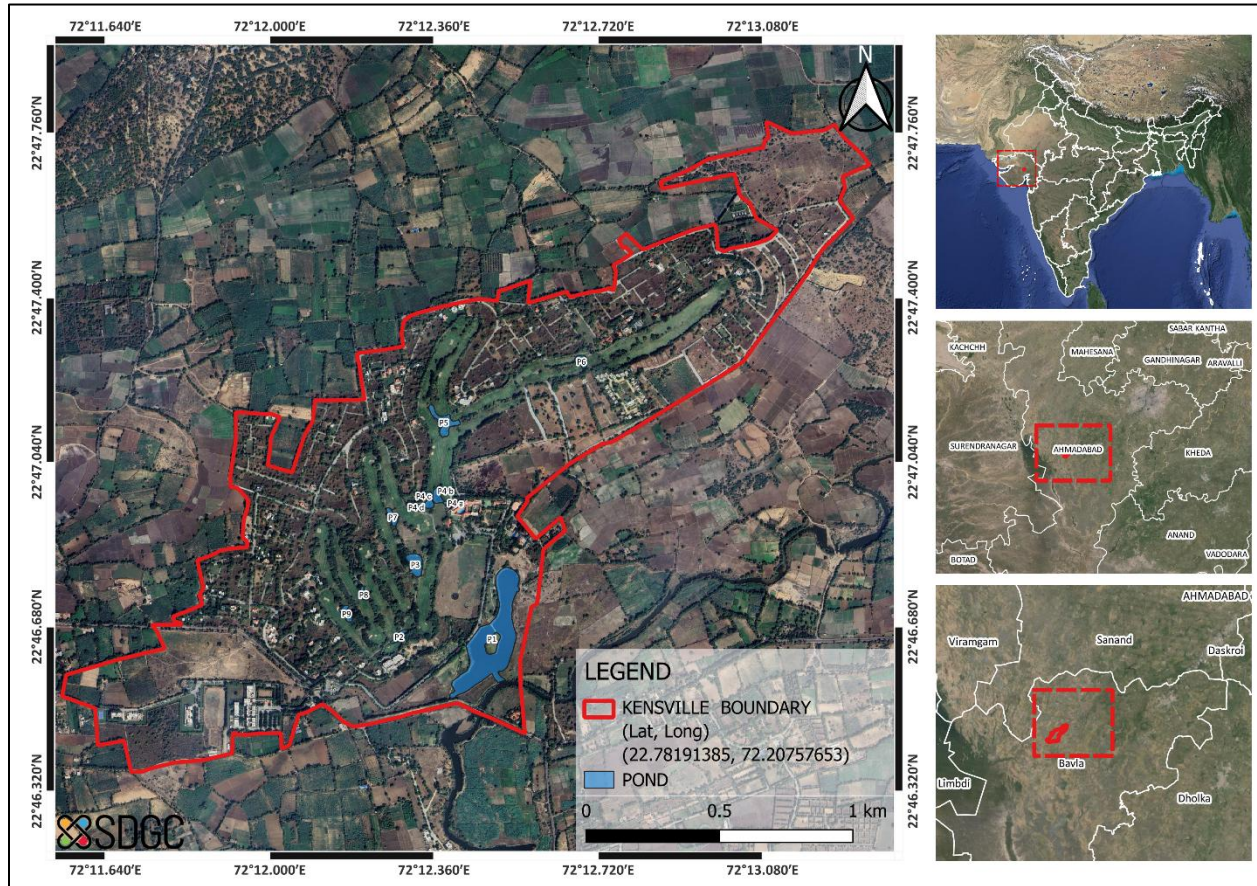 72°11.640'E 72°12.000'E 72°12.360'E 72°12.720'E 72°13.080'E
N
22°47.760'N
22°47.400'N
22°47.040'N
22°46.680'N
22°46.320'N
22°47.760'N
22°47.400'N
22°47.040'N
22°46.680'N
22°46.320'N
P6
P5
P4 c
P4 b
P4 d
P4 a
P7
P3
P8
P9
P2
P1
LEGEND
KENSVILLE BOUNDARY
(Lat, Long)
(22.78191385, 72.20757653)
POND
0 0.5 1 km
SDGC
72°11.640'E 72°12.000'E 72°12.360'E 72°12.720'E 72°13.080'E
SABAR KANTHA
KACHCHH
MAHESANA
GANDHINAGAR
ARAVALLI
SURENDRANAGAR
AHMADABAD
KHEDA
ANAND
BOTAD
VADODARA
AHMADABAD
Viramgam
Sanand
Daskroi
Bavla
Limbdi
Dholka